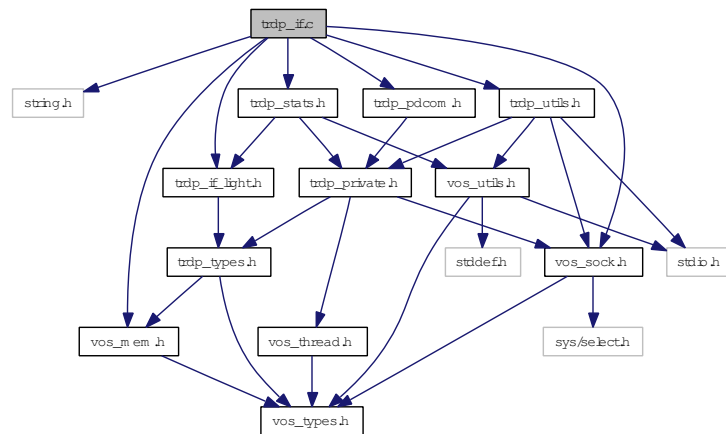 trdp_if.c
string.h
trdp_stats.h
trdp_pdcom.h
trdp_utils.h
trdp_if_light.h
trdp_private.h
vos_utils.h
trdp_types.h
stddef.h
vos_sock.h
stdio.h
vos_mem.h
vos_thread.h
sys/select.h
vos_types.h